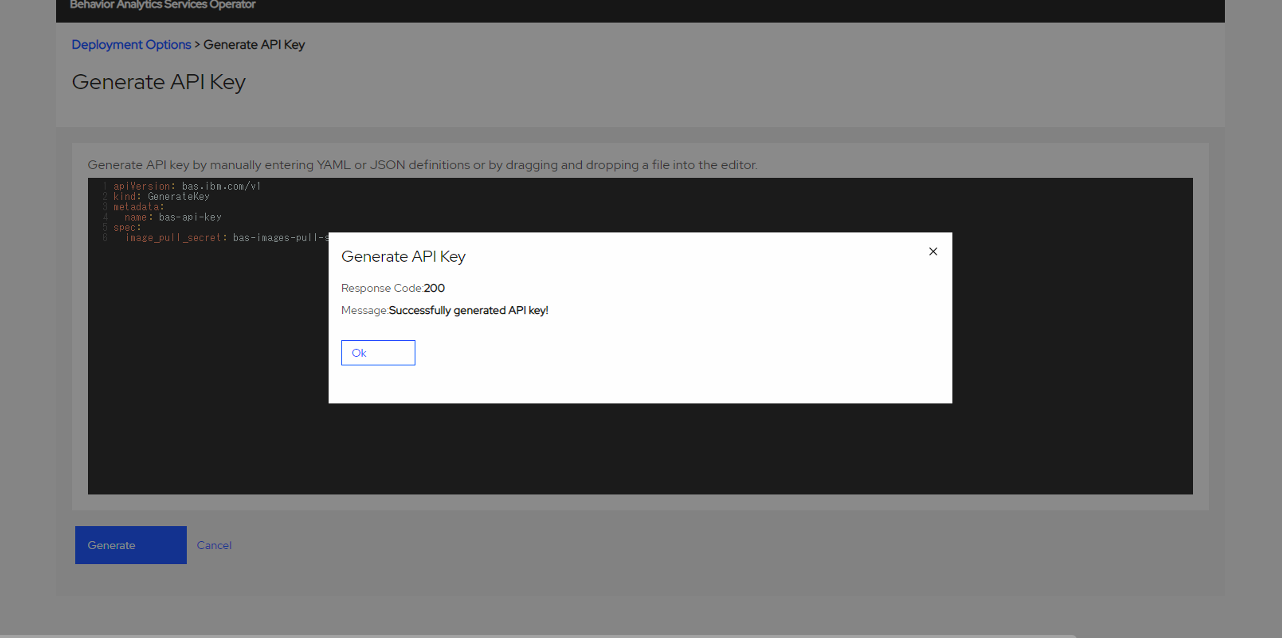 Behavior Analytics Services Operator
Deployment Options > Generate API Key
Generate API Key
Generate API key by manually entering YAML or JSON definitions or by dragging and dropping a file into the editor.
1 apiVersion: bas.ibm.com/v1
2 kind: GenerateKey
3 metadata:
4 name: bas-api-key
5 spec:
6 image_pull_secret: bas-images-pull-s
Generate API Key
Response Code:200
Message:Successfully generated API key!
Ok
Generate
Cancel